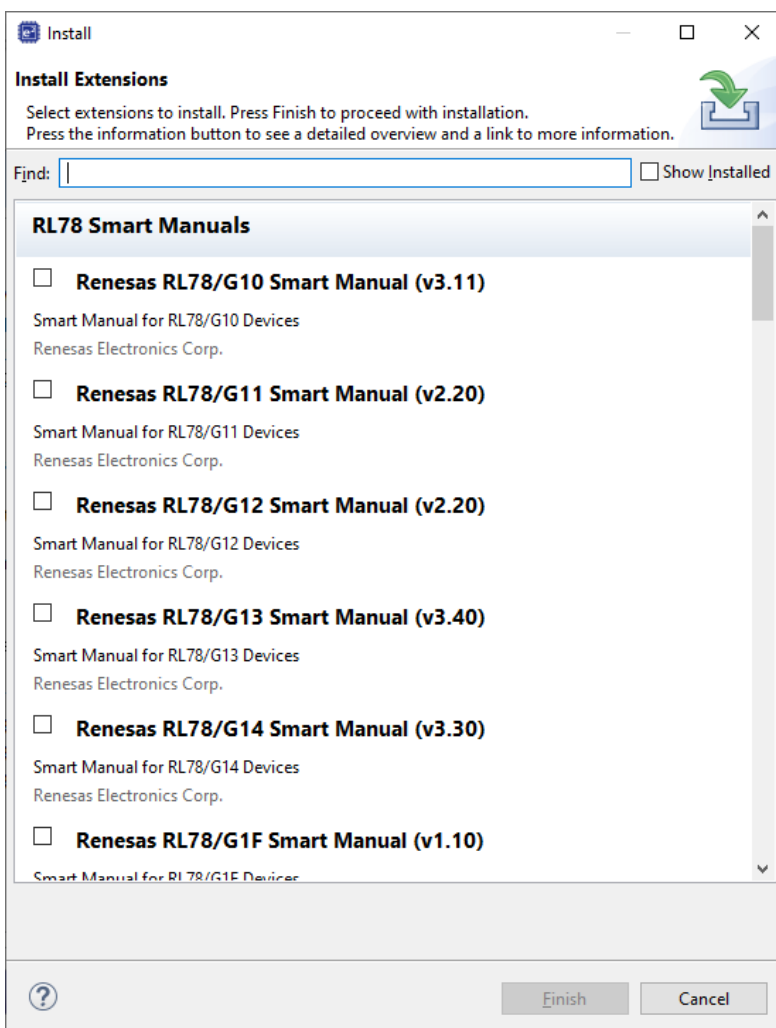 Install
Install Extensions
Select extensions to install. Press Finish to proceed with installation.
Press the information button to see a detailed overview and a link to more information.
Find:
Show Installed
RL78 Smart Manuals
Renesas RL78/G10 Smart Manual (v3.11)
Smart Manual for RL78/G10 Devices
Renesas Electronics Corp.
Renesas RL78/G11 Smart Manual (v2.20)
Smart Manual for RL78/G11 Devices
Renesas Electronics Corp.
Renesas RL78/G12 Smart Manual (v2.20)
Smart Manual for RL78/G12 Devices
Renesas Electronics Corp.
Renesas RL78/G13 Smart Manual (v3.40)
Smart Manual for RL78/G13 Devices
Renesas Electronics Corp.
Renesas RL78/G14 Smart Manual (v3.30)
Smart Manual for RL78/G14 Devices
Renesas Electronics Corp.
Renesas RL78/G1F Smart Manual (v1.10)
Smart Manual for RL78/G1F Devices
?
Finish
Cancel